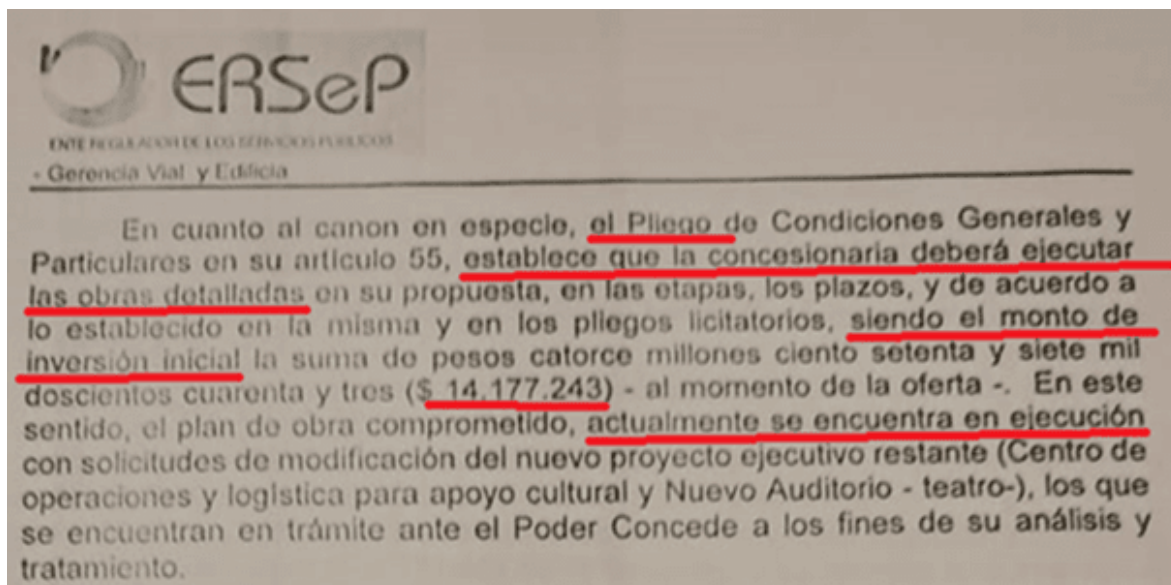 ERSeP
ENTE REGULADOR DE LOS SERVICIOS PUBLICOS
- Gerencia Vial y Edilicia
En cuanto al canon en especie, el Pliego de Condiciones Generales y
Particulares en su artículo 55, establece que la concesionaria deberá ejecutar
las obras detalladas en su propuesta, en las etapas, los plazos, y de acuerdo a
lo establecido en la misma y en los pliegos licitatorios, siendo el monto de
inversión inicial la suma de pesos catorce millones ciento setenta y siete mil
doscientos cuarenta y tres ($ 14.177.243) - al momento de la oferta -. En este
sentido, el plan de obra comprometido, actualmente se encuentra en ejecución
con solicitudes de modificación del nuevo proyecto ejecutivo restante (Centro de
operaciones y logística para apoyo cultural y Nuevo Auditorio - teatro-), los que
se encuentran en trámite ante el Poder Concede a los fines de su análisis y
tratamiento.